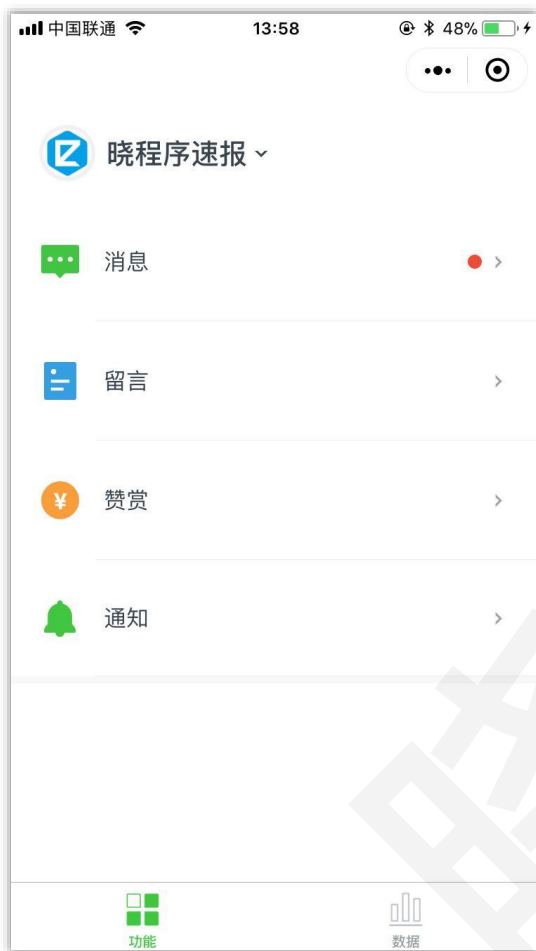 中国联通 13:58 48%
晓程序速报
消息
留言
¥ 赞赏
通知
功能 数据